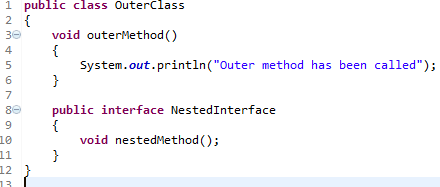 1 public class OuterClass
2 {
3 void outerMethod()
4 {
5 System.out.println("Outer method has been called");
6 }
7
8 public interface NestedInterface
9 {
10 void nestedMethod();
11 }
12 }
13